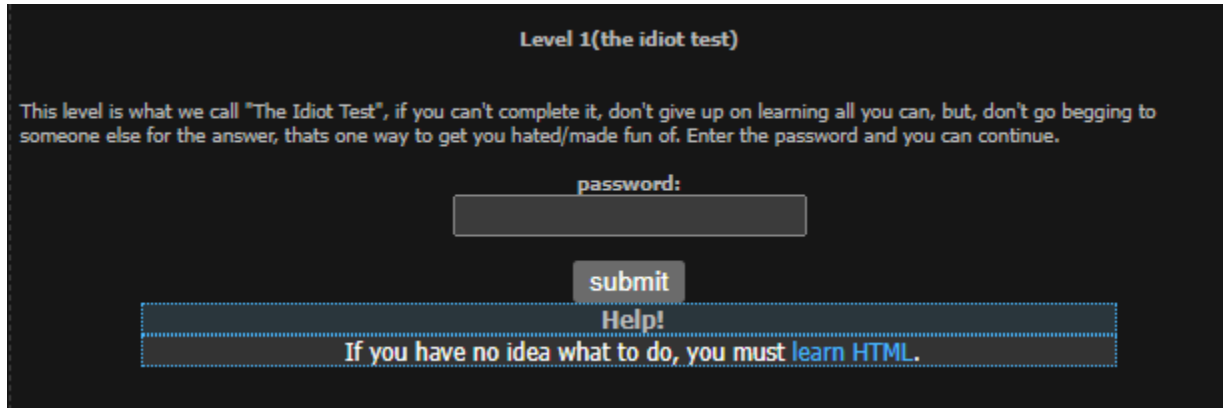 Level 1(the idiot test)
This level is what we call "The Idiot Test", if you can't complete it, don't give up on learning all you can, but, don't go begging to
someone else for the answer, thats one way to get you hated/made fun of. Enter the password and you can continue.
password:
submit
Help!
If you have no idea what to do, you must learn HTML.